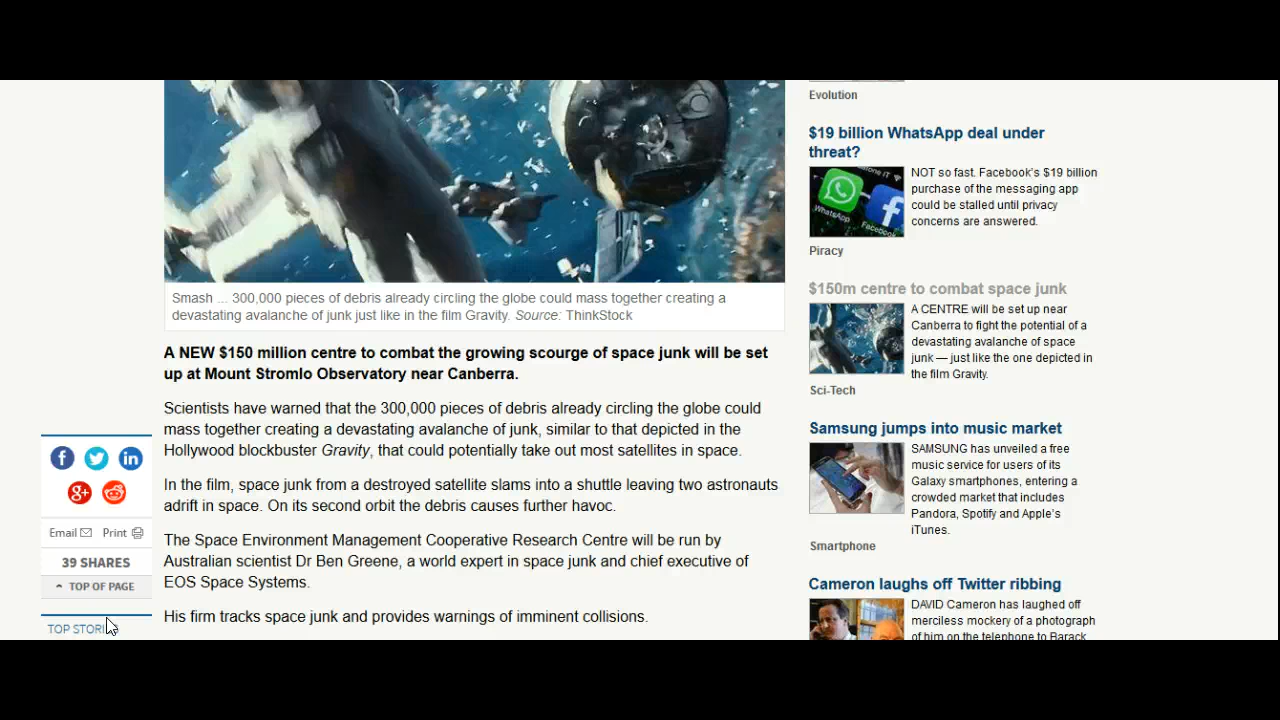 Smash ... 300,000 pieces of debris already circling the globe could mass together creating a
devastating avalanche of junk just like in the film Gravity. Source: ThinkStock
A NEW $150 million centre to combat the growing scourge of space junk will be set
up at Mount Stromlo Observatory near Canberra.
Scientists have warned that the 300,000 pieces of debris already circling the globe could
mass together creating a devastating avalanche of junk, similar to that depicted in the
Hollywood blockbuster Gravity, that could potentially take out most satellites in space.
In the film, space junk from a destroyed satellite slams into a shuttle leaving two astronauts
adrift in space. On its second orbit the debris causes further havoc.
The Space Environment Management Cooperative Research Centre will be run by
Australian scientist Dr Ben Greene, a world expert in space junk and chief executive of
EOS Space Systems.
His firm tracks space junk and provides warnings of imminent collisions.
Email Print
39 SHARES
TOP OF PAGE
TOP STORI
Evolution
$19 billion WhatsApp deal under
threat?
NOT so fast. Facebook's $19 billion
purchase of the messaging app
could be stalled until privacy
concerns are answered.
WhatsApp
Facebook
Piracy
$150m centre to combat space junk
A CENTRE will be set up near
Canberra to fight the potential of a
devastating avalanche of space
junk — just like the one depicted in
the film Gravity.
Sci-Tech
Samsung jumps into music market
SAMSUNG has unveiled a free
music service for users of its
Galaxy smartphones, entering a
crowded market that includes
Pandora, Spotify and Apple's
iTunes.
Smartphone
Cameron laughs off Twitter ribbing
DAVID Cameron has laughed off
merciless mockery of a photograph
of him on the telephone to Barack